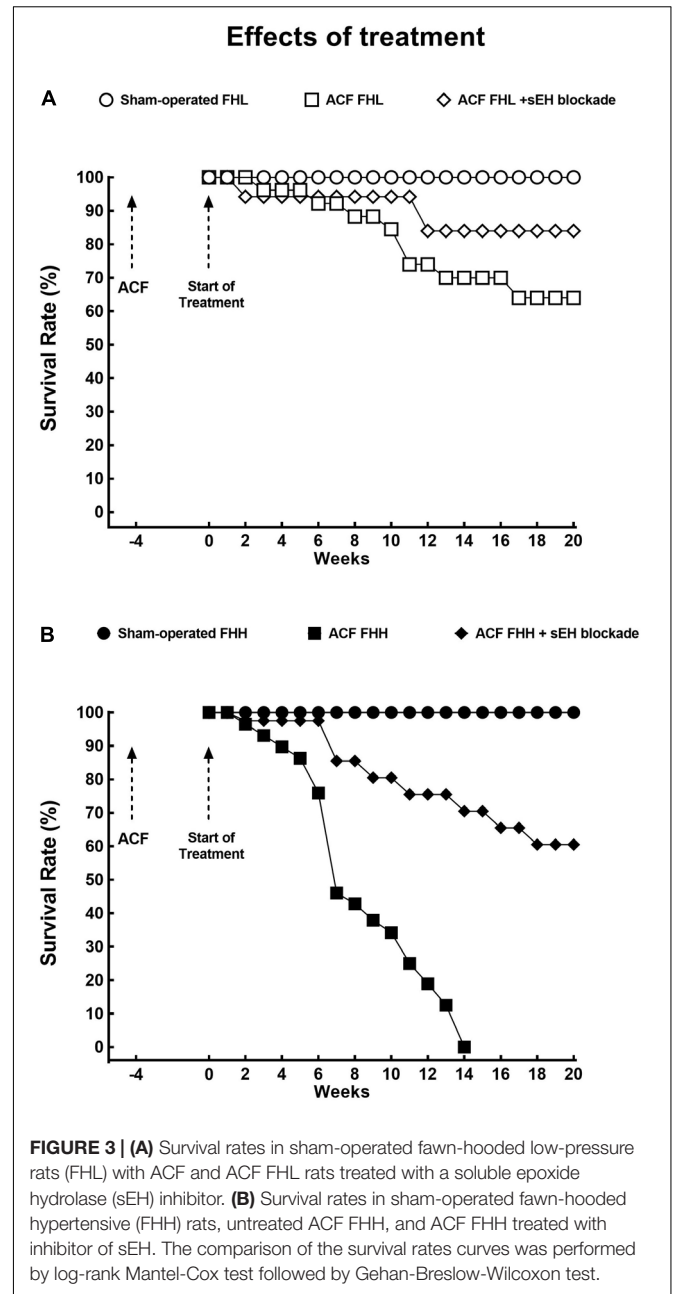 Effects of treatment
A
Sham-operated FHL ACF FHL ACF FHL +sEH blockade
100
90
80
70
60
50
40
30
20
10
0
Survival Rate (%)
ACF
Start of
Treatment
-4 0 2 4 6 8 10 12 14 16 18 20
Weeks
B
Sham-operated FHH ACF FHH ACF FHH + sEH blockade
100
90
80
70
60
50
40
30
20
10
0
Survival Rate (%)
ACF
Start of
Treatment
-4 0 2 4 6 8 10 12 14 16 18 20
Weeks
FIGURE 3 | (A) Survival rates in sham-operated fawn-hooded low-pressure
rats (FHL) with ACF and ACF FHL rats treated with a soluble epoxide
hydrolase (sEH) inhibitor. (B) Survival rates in sham-operated fawn-hooded
hypertensive (FHH) rats, untreated ACF FHH, and ACF FHH treated with
inhibitor of sEH. The comparison of the survival rates curves was performed
by log-rank Mantel-Cox test followed by Gehan-Breslow-Wilcoxon test.